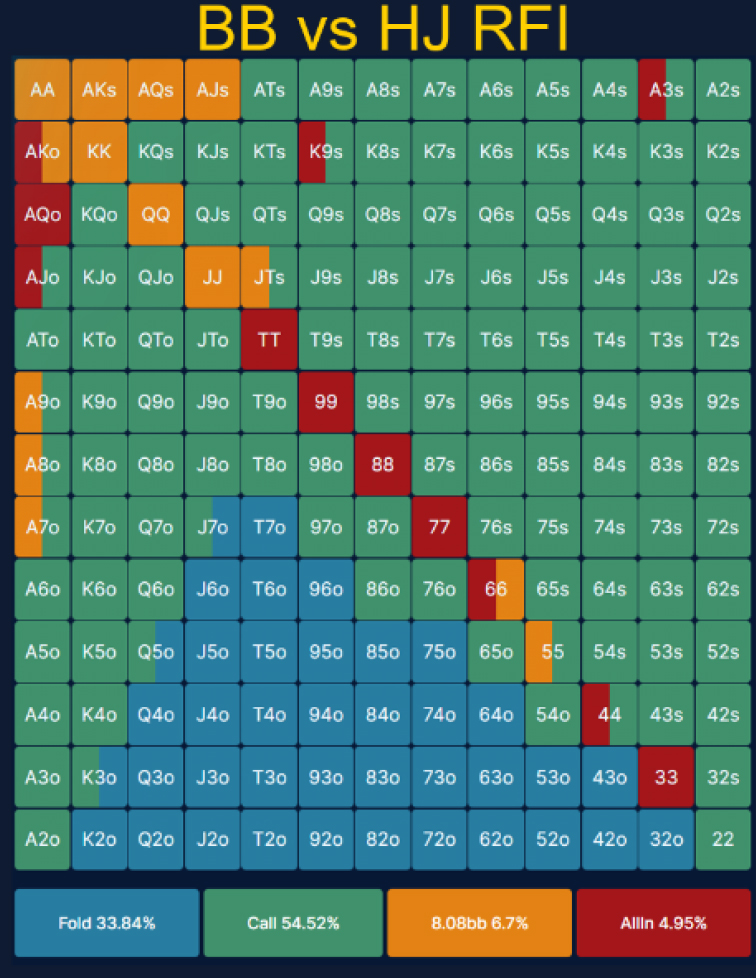 BB vs HJ RFI
AA AKs AQs AJs ATs A9s A8s A7s A6s A5s A4s A3s A2s
AKo KK KQs KJs KTs K9s K8s K7s K6s K5s K4s K3s K2s
AQo KQo QQ QJs QTs Q9s Q8s Q7s Q6s Q5s Q4s Q3s Q2s
AJo KJo QJo JJ JTs J9s J8s J7s J6s J5s J4s J3s J2s
ATo KTo QTo JTo TT T9s T8s T7s T6s T5s T4s T3s T2s
A9o K9o Q9o J9o T9o 99 98s 97s 96s 95s 94s 93s 92s
A8o K8o Q8o J8o T8o 98o 88 87s 86s 85s 84s 83s 82s
A7o K7o Q7o J7o T7o 97o 87o 77 76s 75s 74s 73s 72s
A6o K6o Q6o J6o T6o 96o 86o 76o 66 65s 64s 63s 62s
A5o K5o Q5o J5o T5o 95o 85o 75o 65o 55 54s 53s 52s
A4o K4o Q4o J4o T4o 94o 84o 74o 64o 54o 44 43s 42s
A3o K3o Q3o J3o T3o 93o 83o 73o 63o 53o 43o 33 32s
A2o K2o Q2o J2o T2o 92o 82o 72o 62o 52o 42o 32o 22
Fold 33.84% Call 54.52% 8.08bb 6.7% AllIn 4.95%